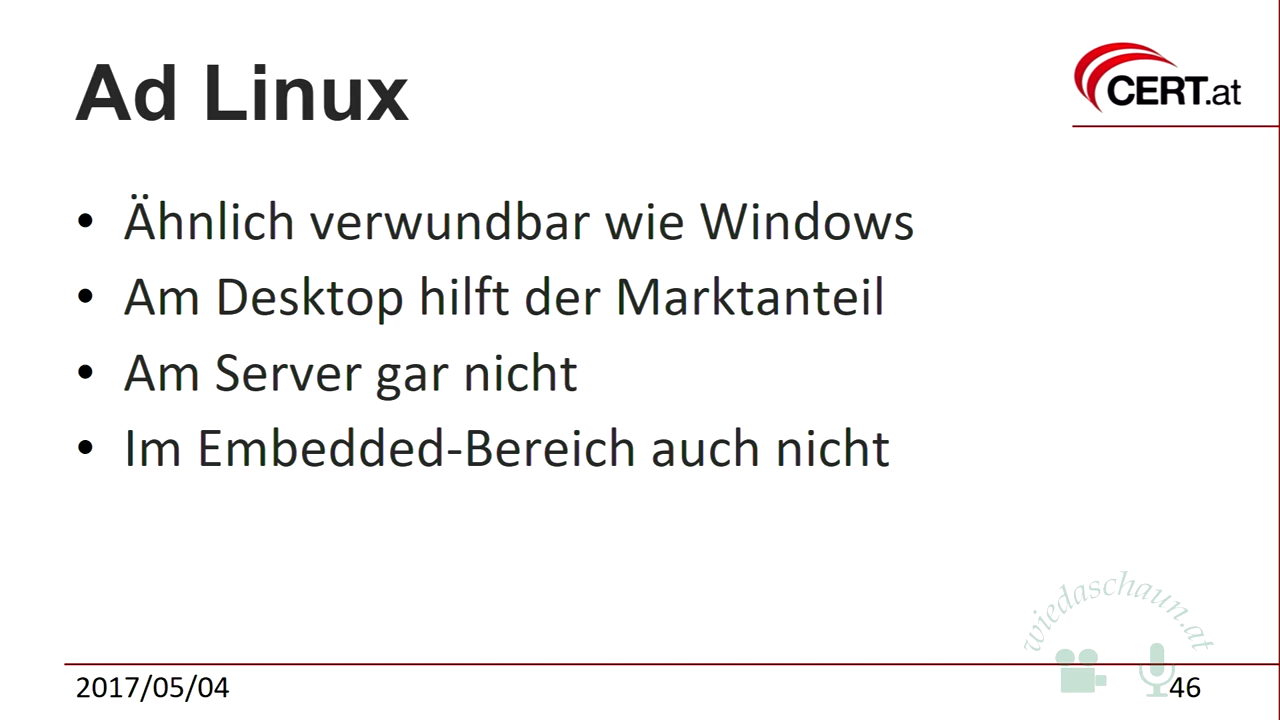 Ad Linux
CERT.at
• Ähnlich verwundbar wie Windows
• Am Desktop hilft der Marktanteil
• Am Server gar nicht
• Im Embedded-Bereich auch nicht
wiedaschaun.at
2017/05/04
46